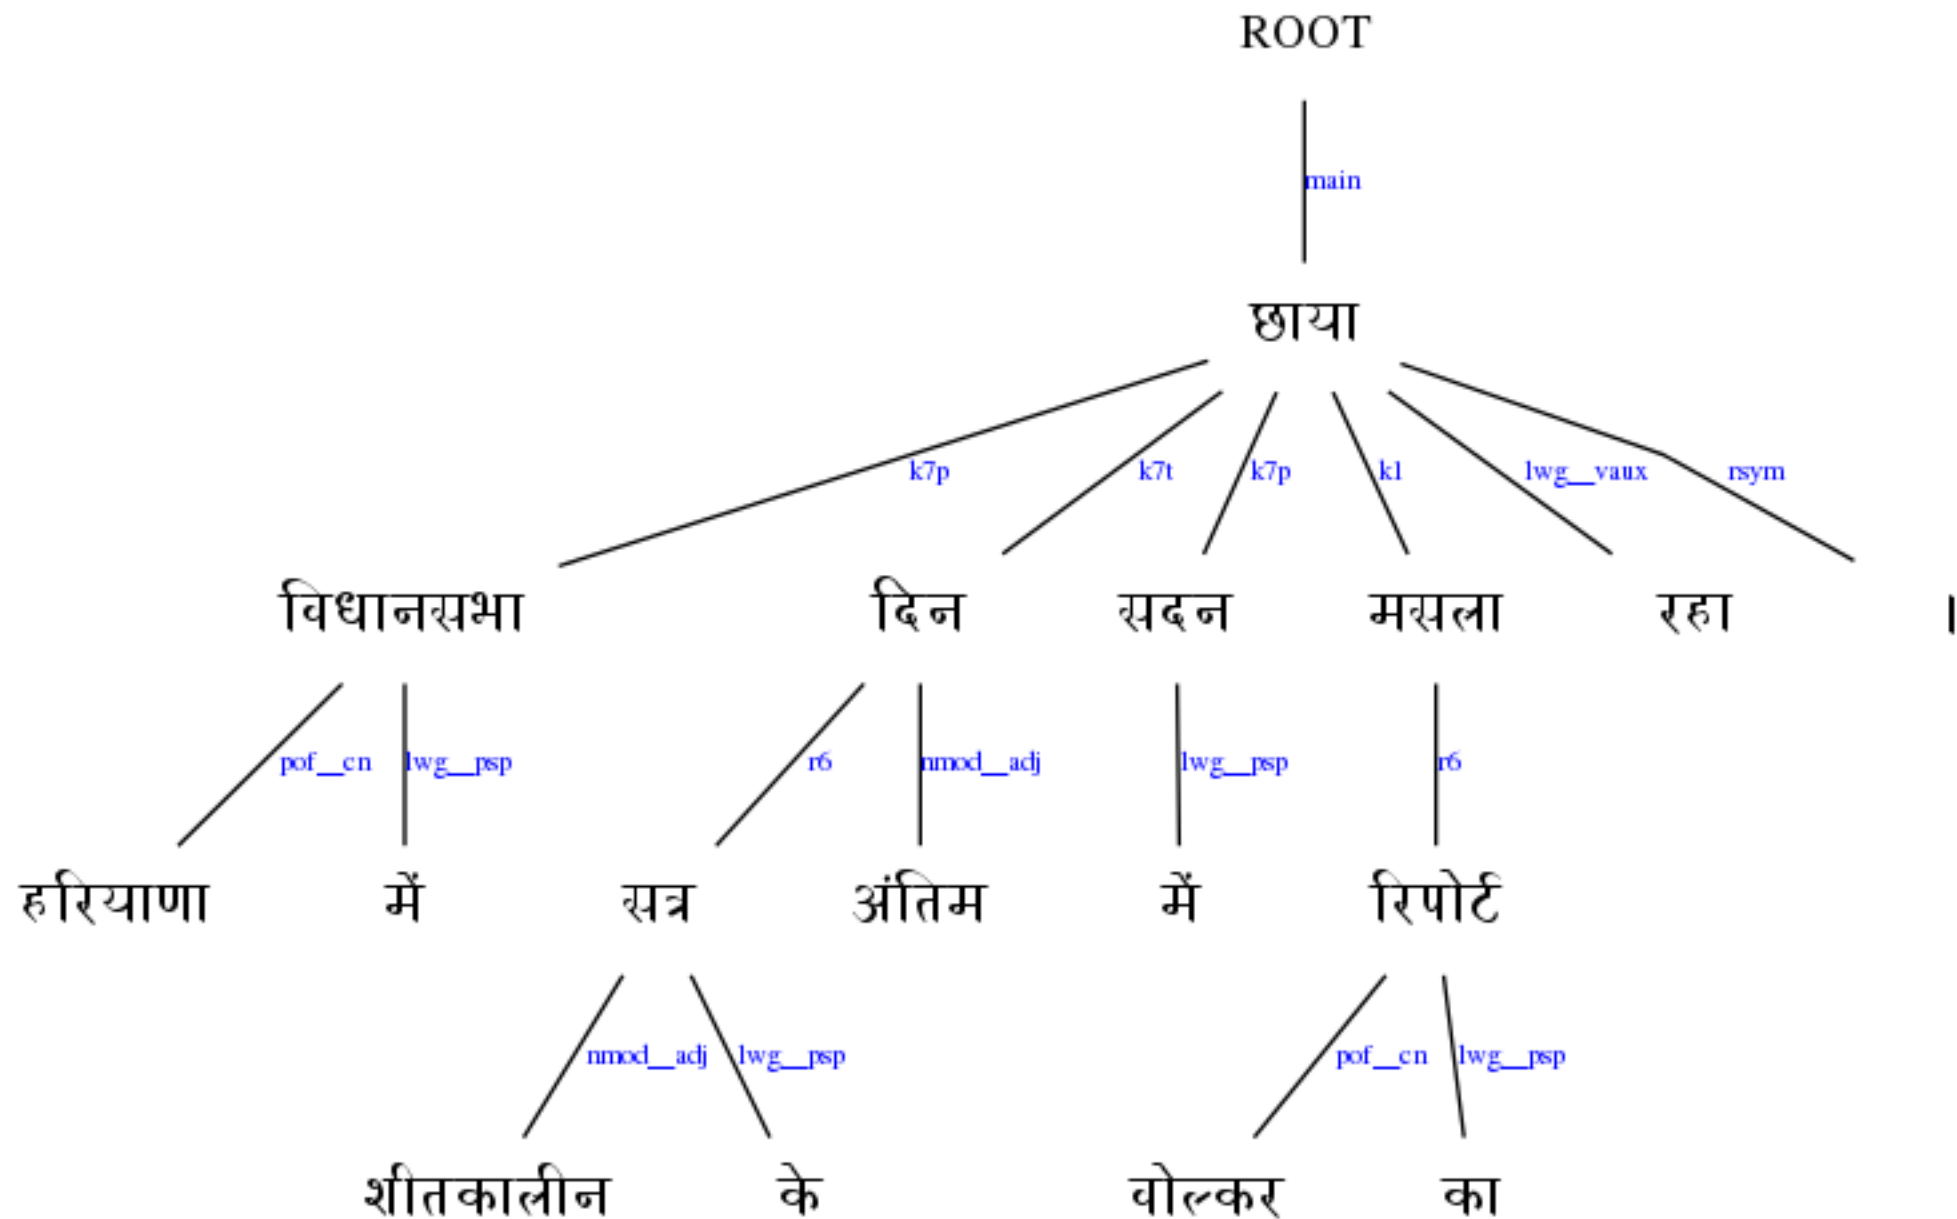 ROOT
main
छाया
k7p k7t k7p k1 lwg__vaux rsym
विधानसभा दिन सदन मसला रहा ।
pof__cn lwg__psp r6 nmod__adj lwg__psp r6
हरियाणा में सत्र अंतिम में रिपोर्ट
nmod__adj lwg__psp pof__cn lwg__psp
शीतकालीन के वोल्कर का